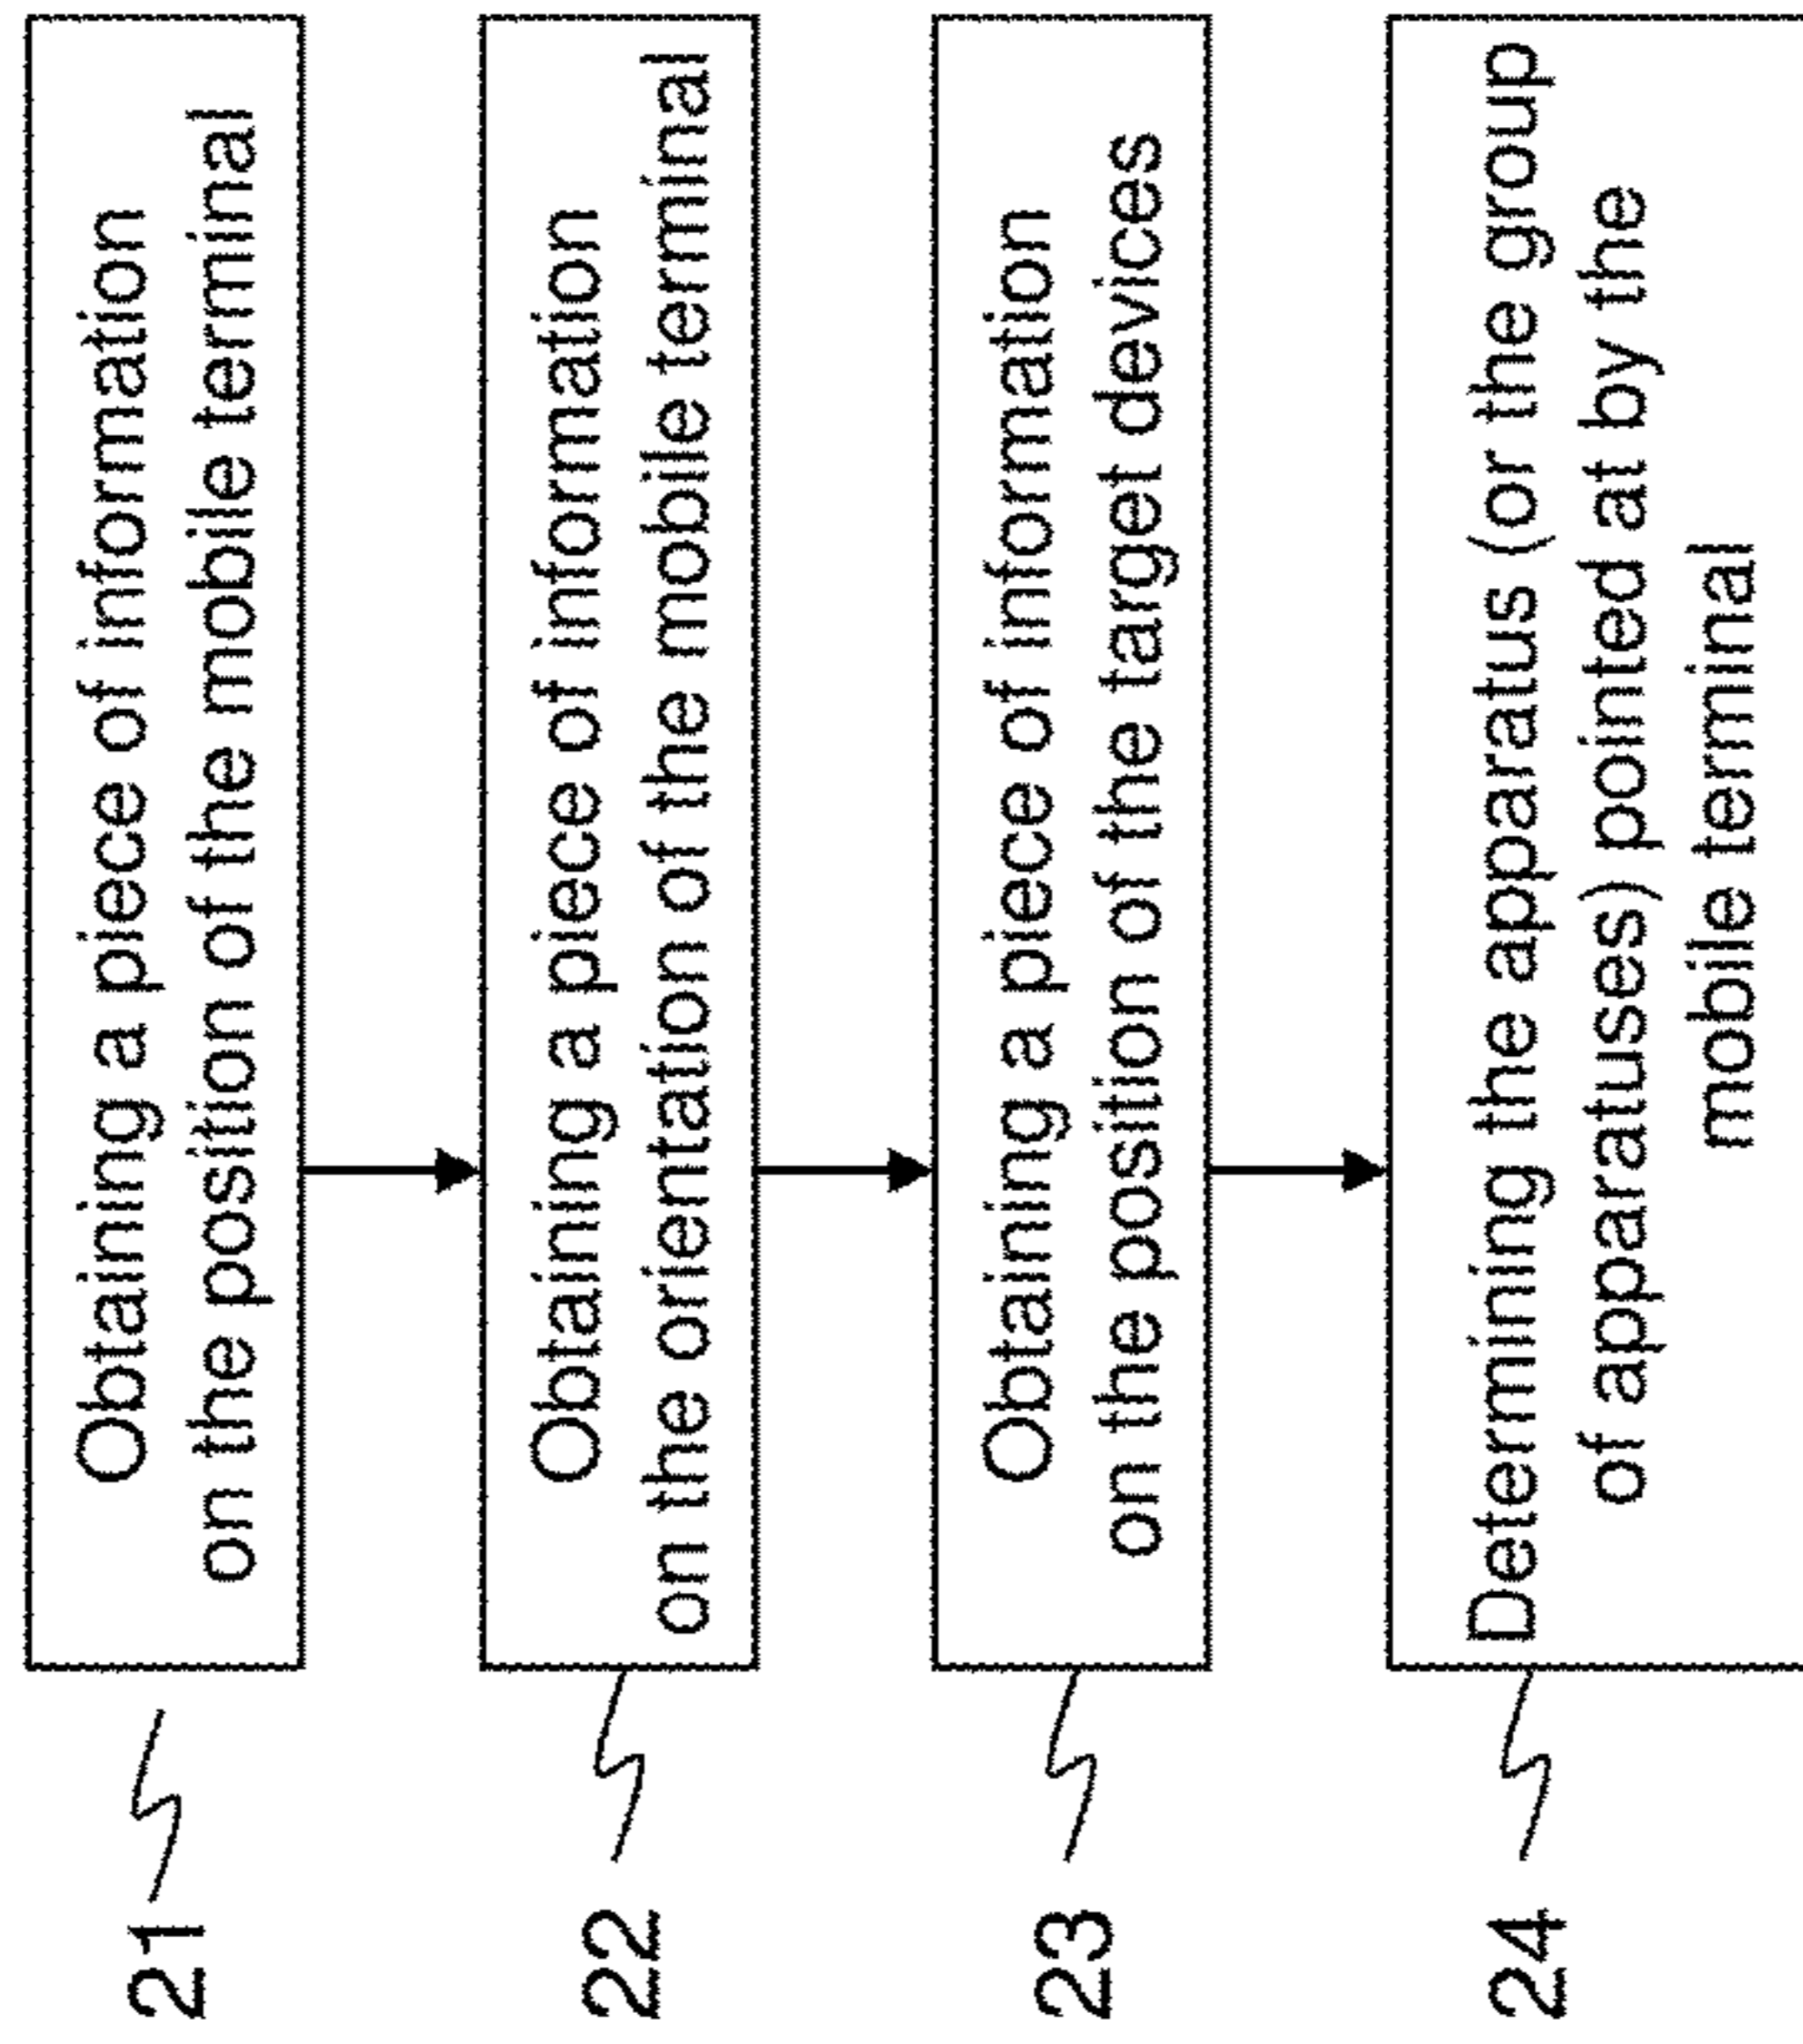 21
Obtaining a piece of information
on the position of the mobile terminal
22
Obtaining a piece of information
on the orientation of the mobile terminal
23
Obtaining a piece of information
on the position of the target devices
24
Determining the apparatus (or the group
of apparatuses) pointed at by the
mobile terminal